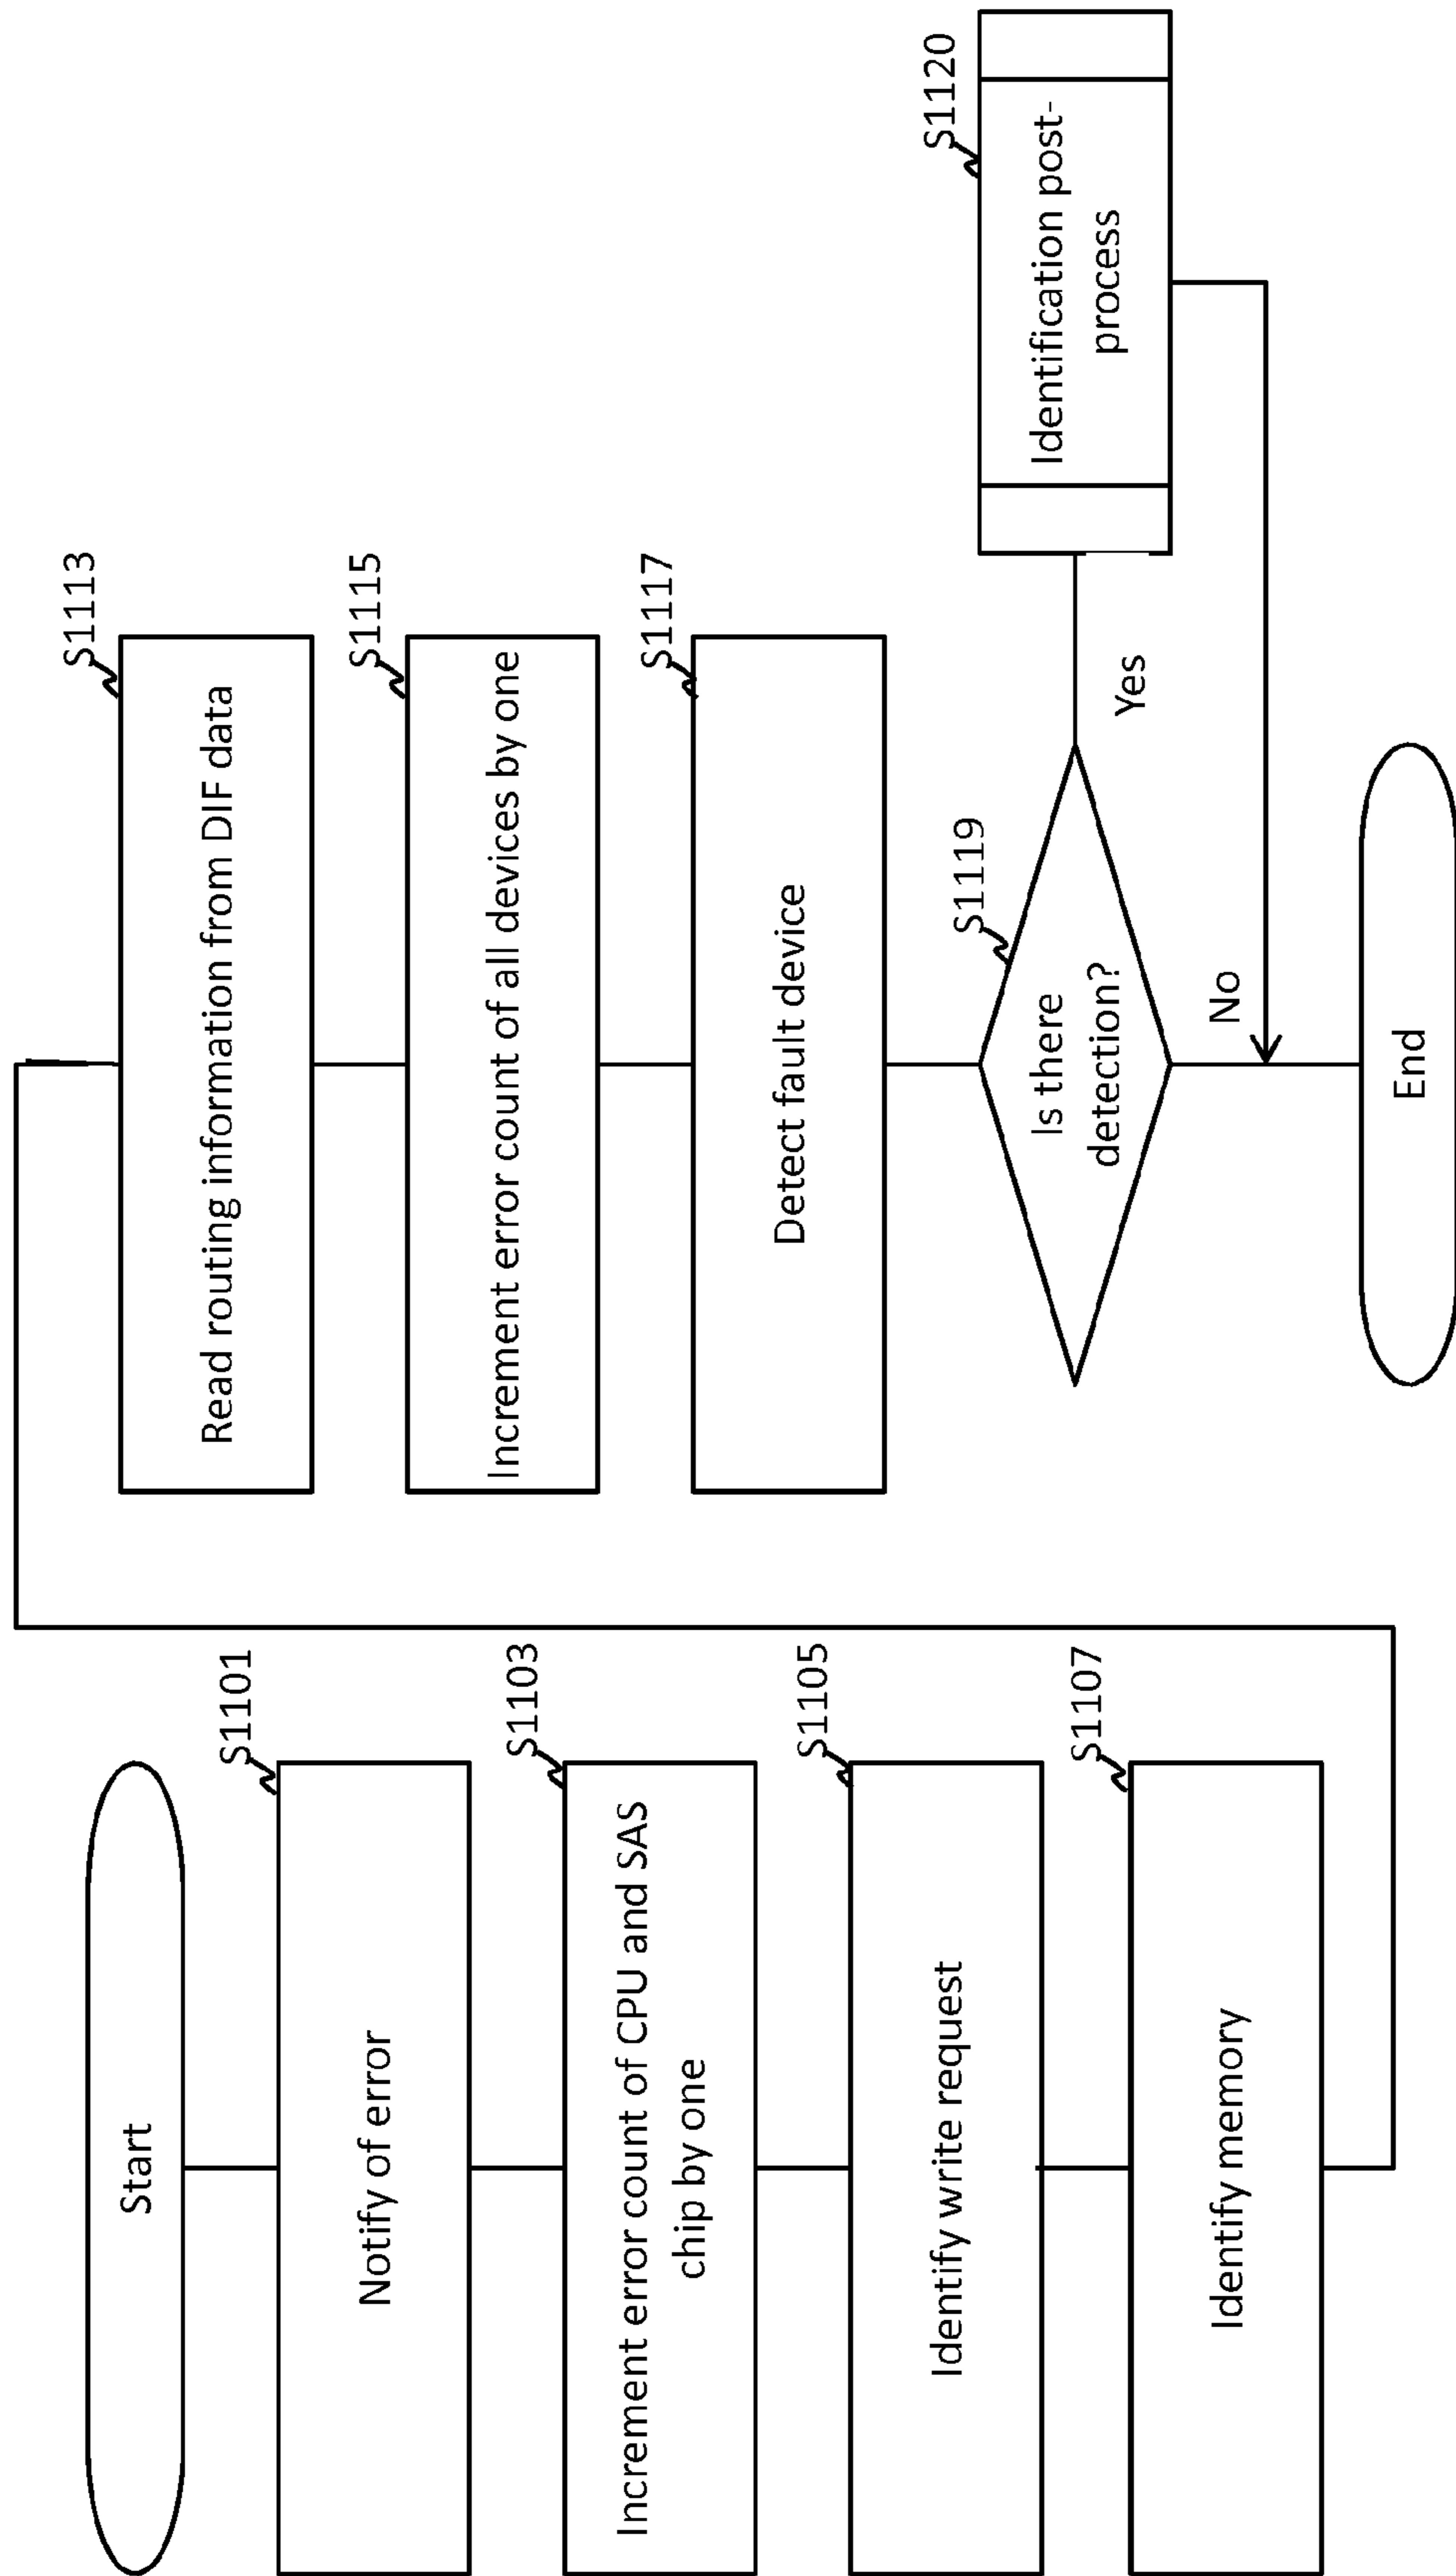 Start
S1101
Notify of error
S1103
Increment error count of CPU and SAS
chip by one
S1105
Identify write request
S1107
Identify memory
S1113
Read routing information from DIF data
S1115
Increment error count of all devices by one
S1117
Detect fault device
S1119
Is there
detection?
Yes
S1120
Identification post-
process
No
End